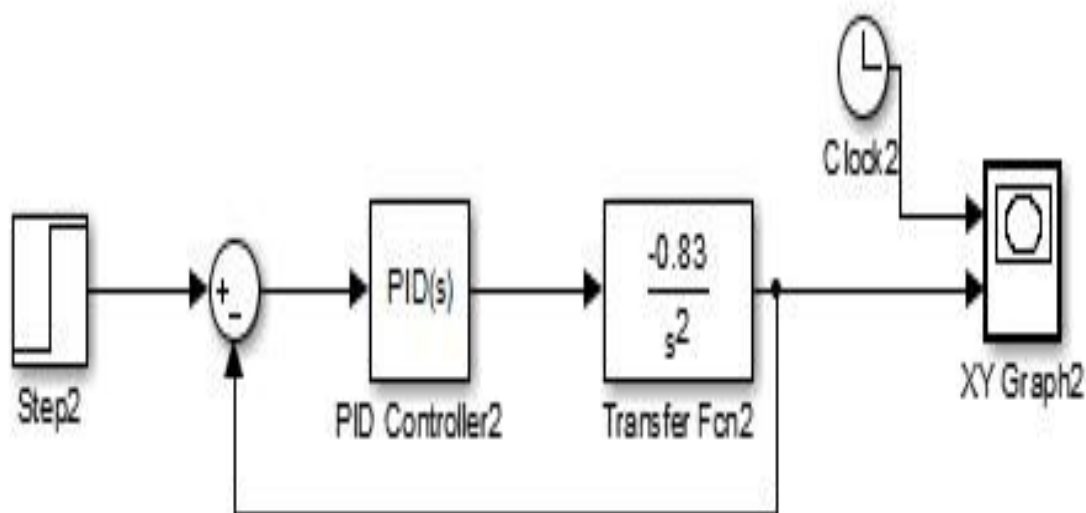 Clock2
+
−
PID(s)
-0.83
s2
Step2
PID Controller2
Transfer Fcn2
XY Graph2